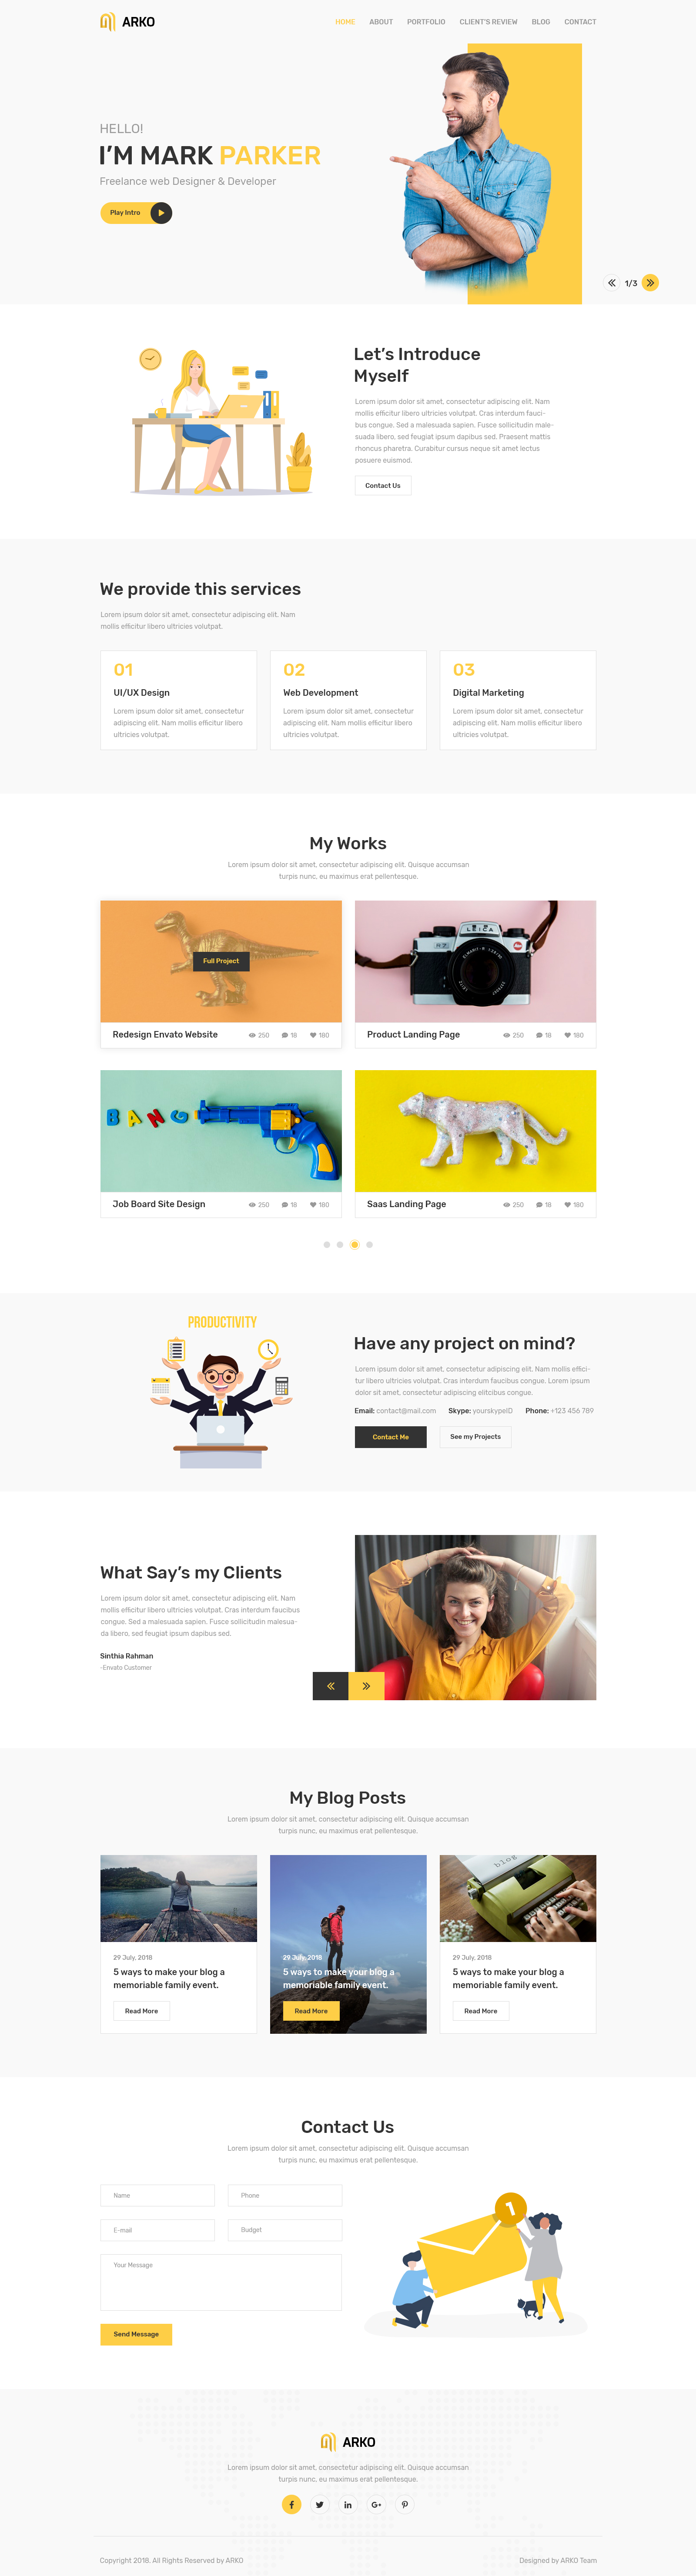 ARKO
HOME ABOUT PORTFOLIO CLIENT'S REVIEW BLOG CONTACT
HELLO!
I'M MARK PARKER
Freelance web Designer & Developer
Play Intro
1/3
Let's Introduce
Myself
Lorem ipsum dolor sit amet, consectetur adipiscing elit. Nam
mollis efficitur libero ultricies volutpat. Cras interdum fauci-
bus congue. Sed a malesuada sapien. Fusce sollicitudin male-
suada libero, sed feugiat ipsum dapibus sed. Praesent mattis
rhoncus pharetra. Curabitur cursus neque sit amet lectus
posuere euismod.
Contact Us
We provide this services
Lorem ipsum dolor sit amet, consectetur adipiscing elit. Nam
mollis efficitur libero ultricies volutpat.
01
UI/UX Design
Lorem ipsum dolor sit amet, consectetur
adipiscing elit. Nam mollis efficitur libero
ultricies volutpat.
02
Web Development
Lorem ipsum dolor sit amet, consectetur
adipiscing elit. Nam mollis efficitur libero
ultricies volutpat.
03
Digital Marketing
Lorem ipsum dolor sit amet, consectetur
adipiscing elit. Nam mollis efficitur libero
ultricies volutpat.
My Works
Lorem ipsum dolor sit amet, consectetur adipiscing elit. Quisque accumsan
turpis nunc, eu maximus erat pellentesque.
Full Project
Redesign Envato Website 250 18 180
LEICA
Product Landing Page 250 18 180
BANG
Job Board Site Design 250 18 180
Saas Landing Page 250 18 180
PRODUCTIVITY
Have any project on mind?
Lorem ipsum dolor sit amet, consectetur adipiscing elit. Nam mollis effici-
tur libero ultricies volutpat. Cras interdum faucibus congue. Lorem ipsum
dolor sit amet, consectetur adipiscing elitcibus congue.
Email: contact@mail.com Skype: yourskypeID Phone: +123 456 789
Contact Me
See my Projects
What Say's my Clients
Lorem ipsum dolor sit amet, consectetur adipiscing elit. Nam
mollis efficitur libero ultricies volutpat. Cras interdum faucibus
congue. Sed a malesuada sapien. Fusce sollicitudin malesua-
da libero, sed feugiat ipsum dapibus sed.
Sinthia Rahman
-Envato Customer
My Blog Posts
Lorem ipsum dolor sit amet, consectetur adipiscing elit. Quisque accumsan
turpis nunc, eu maximus erat pellentesque.
29 July, 2018
5 ways to make your blog a
memoriable family event.
Read More
29 July, 2018
5 ways to make your blog a
memoriable family event.
Read More
blog
29 July, 2018
5 ways to make your blog a
memoriable family event.
Read More
Contact Us
Lorem ipsum dolor sit amet, consectetur adipiscing elit. Quisque accumsan
turpis nunc, eu maximus erat pellentesque.
Name
Phone
E-mail
Budget
Your Message
Send Message
1
ARKO
Lorem ipsum dolor sit amet, consectetur adipiscing elit. Quisque accumsan
turpis nunc, eu maximus erat pellentesque.
Copyright 2018, All Rights Reserved by ARKO
Designed by ARKO Team